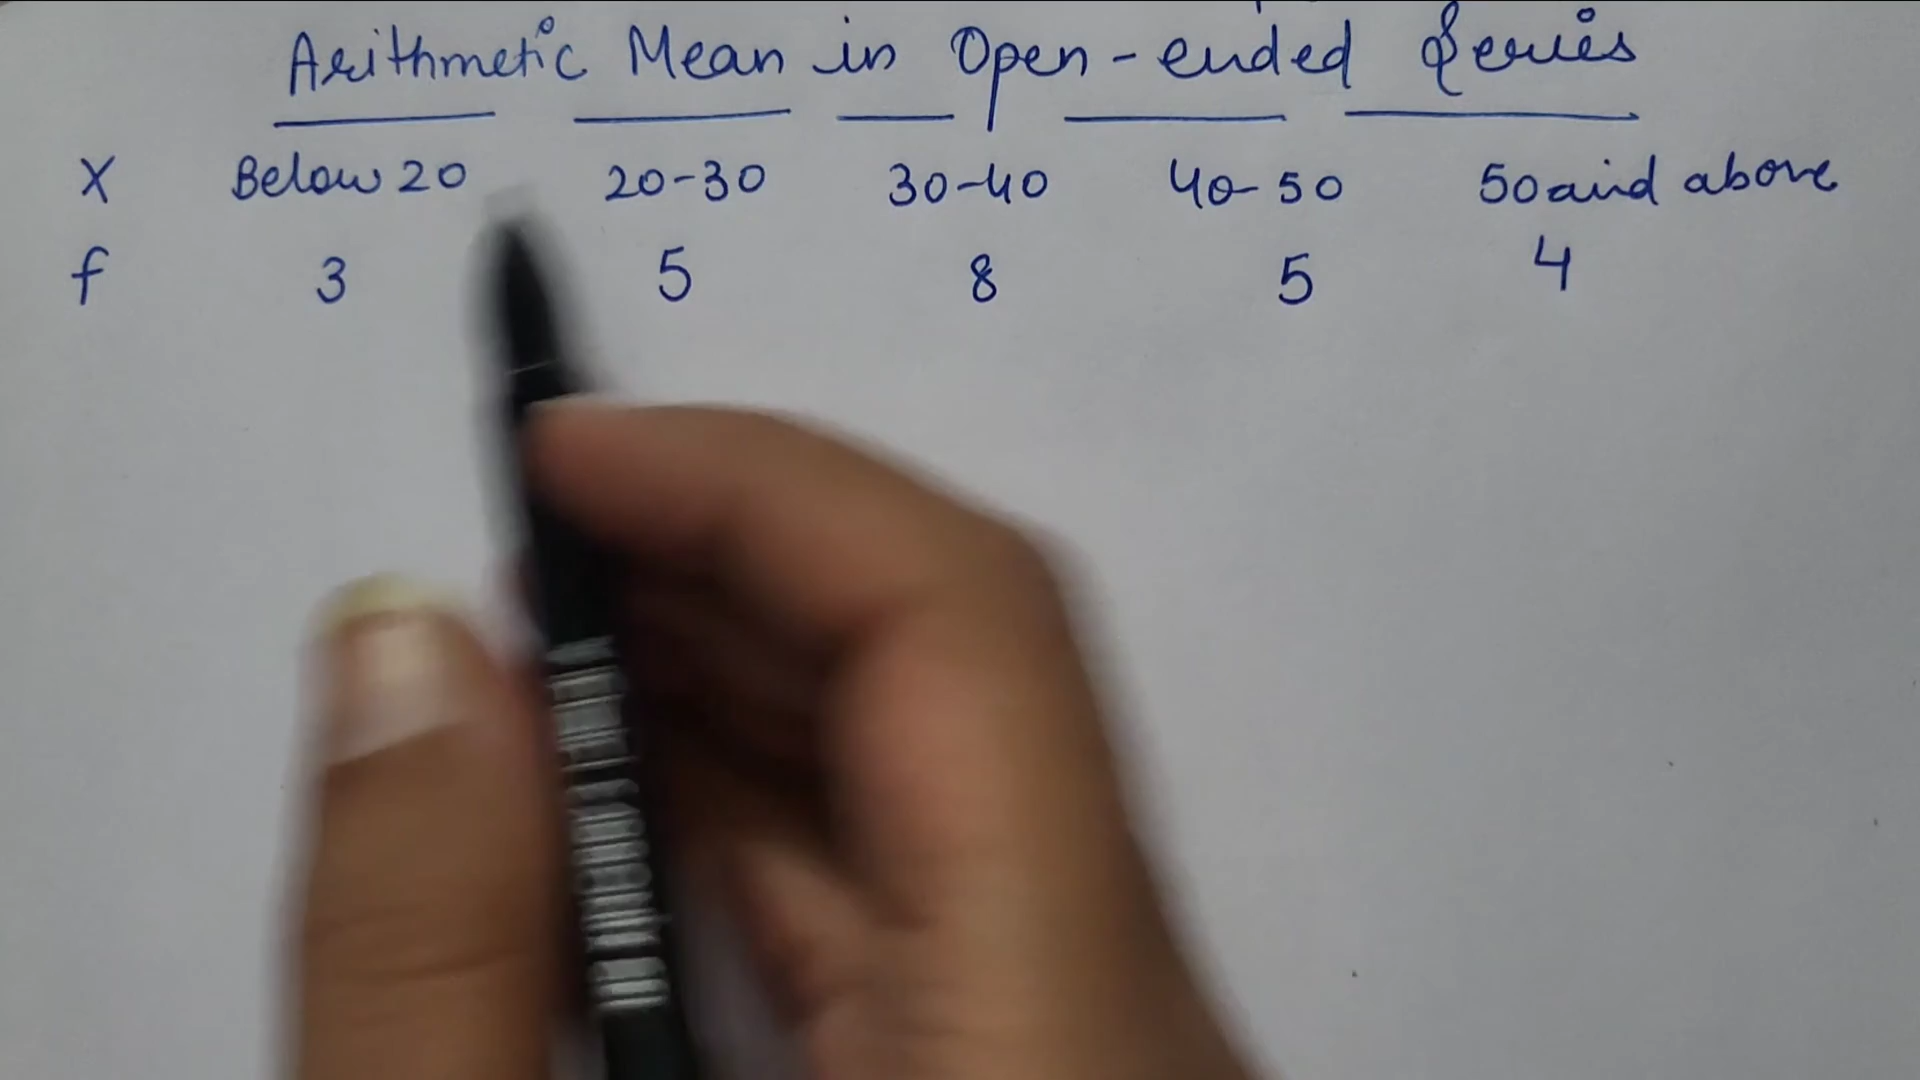 Arithmetic Mean in Open-ended Series
X Below 20 20-30 30-40 40-50 50 and above
f 3 5 8 5 4